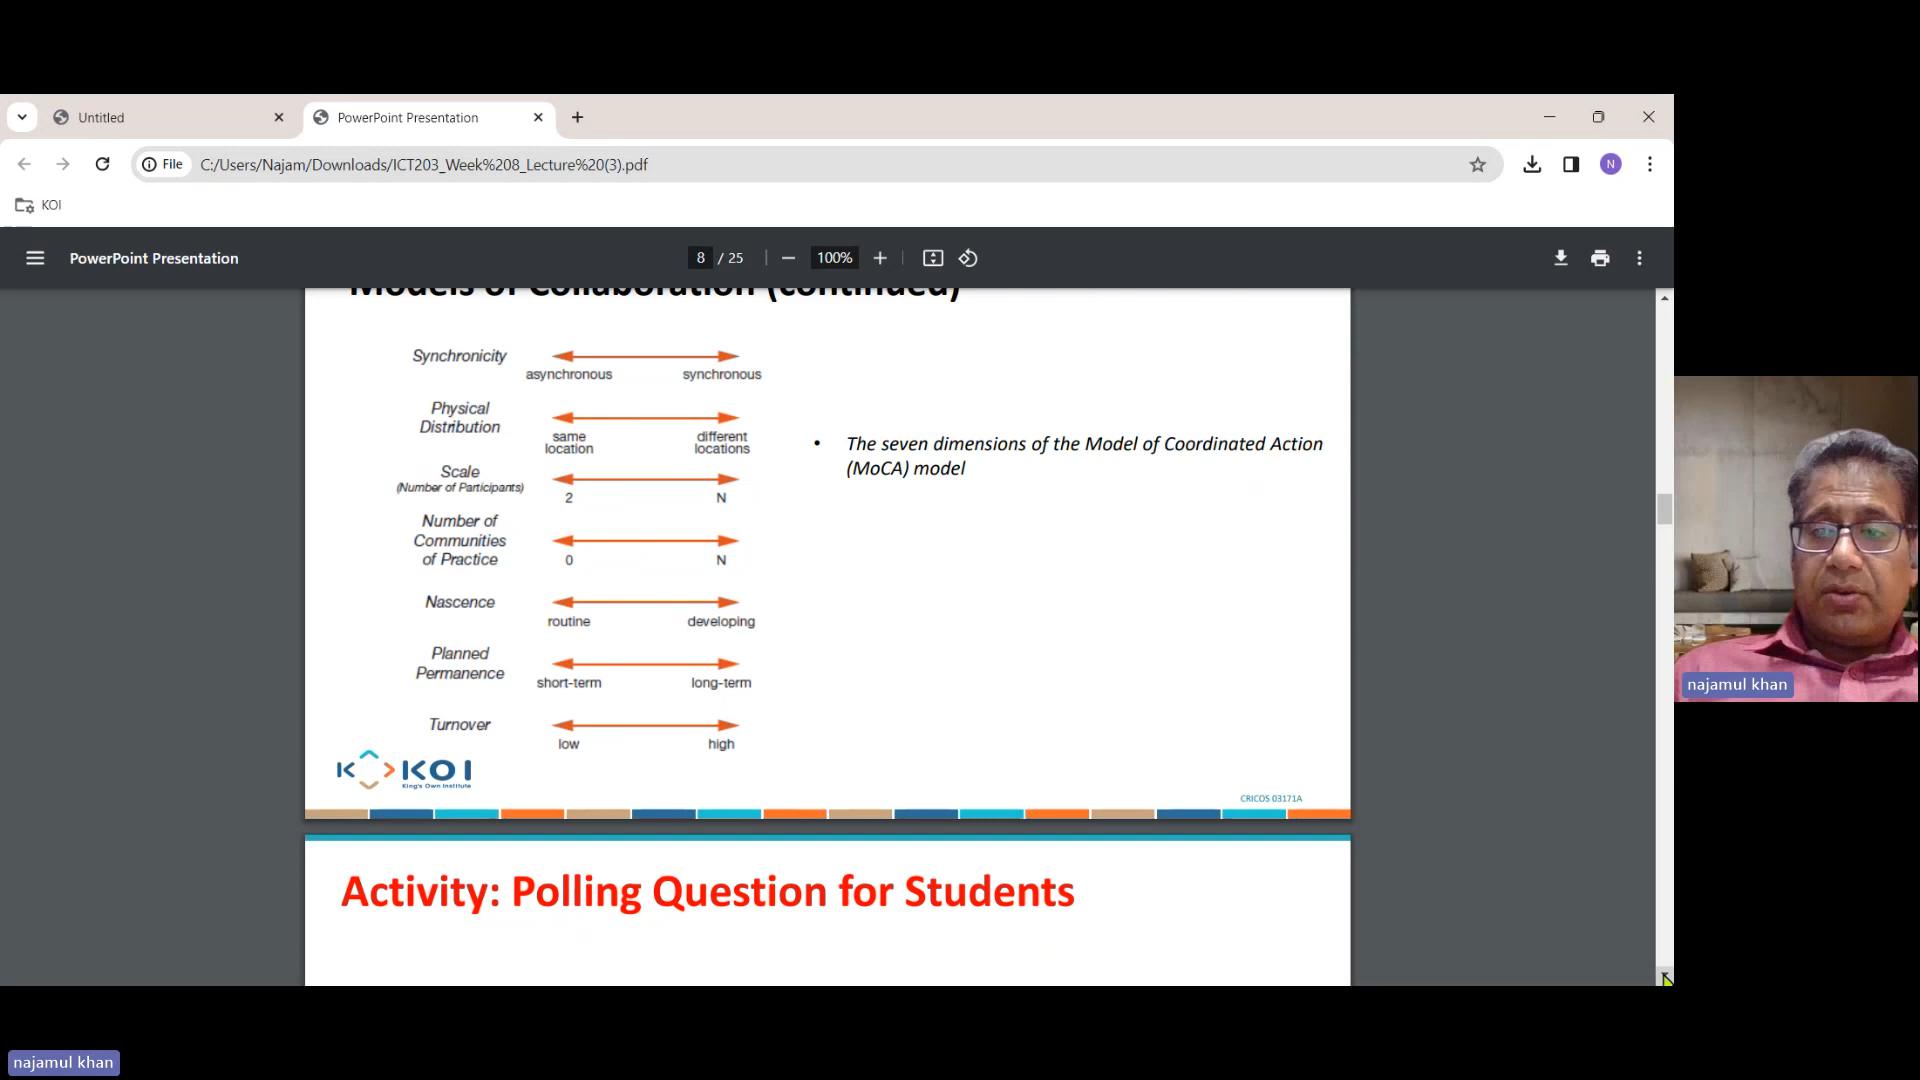 Untitled
PowerPoint Presentation
File
C:/Users/Najam/Downloads/ICT203_Week%208_Lecture%20(3).pdf
N
KOI
PowerPoint Presentation
8 / 25
100%
Models of Collaboration (continued)
Synchronicity
asynchronous synchronous
Physical
Distribution
same different
location locations
Scale
(Number of Participants)
2 N
Number of
Communities
of Practice
0 N
Nascence
routine developing
Planned
Permanence
short-term long-term
Turnover
low high
• The seven dimensions of the Model of Coordinated Action
(MoCA) model
KOI
King's Own Institute
CRICOS 03171A
Activity: Polling Question for Students
najamul khan
najamul khan